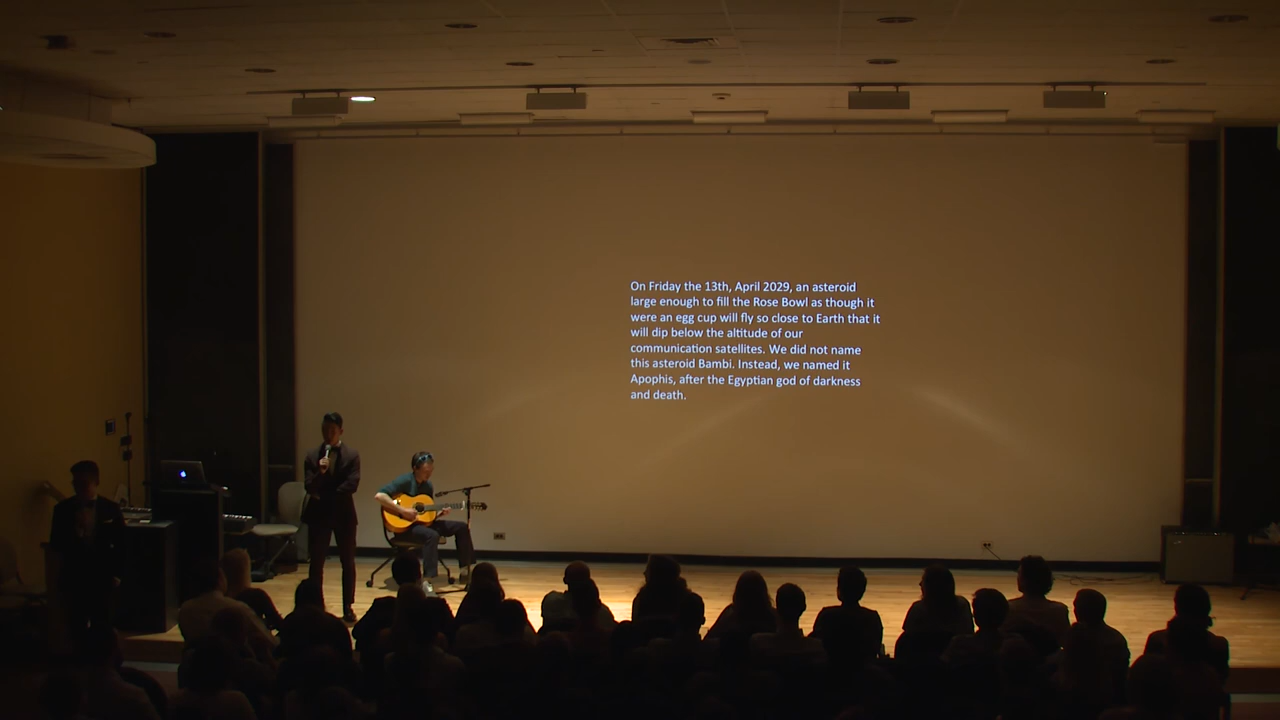 On Friday the 13th, April 2029, an asteroid
large enough to fill the Rose Bowl as though it
were an egg cup will fly so close to Earth that it
will dip below the altitude of our
communication satellites. We did not name
this asteroid Bambi. Instead, we named it
Apophis, after the Egyptian god of darkness
and death.